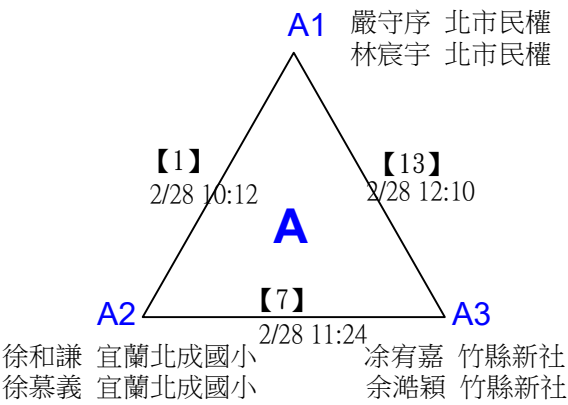 A1
嚴守序 北市民權
林宸宇 北市民權
【1】
2/28 10:12
【13】
2/28 12:10
A
A2
【7】
2/28 11:24
A3
徐和謙 宜蘭北成國小
徐慕義 宜蘭北成國小
凃宥嘉 竹縣新社
余澔穎 竹縣新社